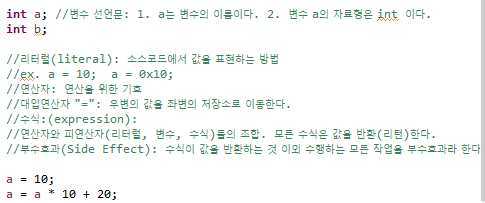 int a; //변수 선언문: 1. a는 변수의 이름이다. 2. 변수 a의 자료형은 int 이다.
int b;
//리터럴(literal): 소스코드에서 값을 표현하는 방법
//ex. a = 10;  a = 0x10;
//연산자: 연산을 위한 기호
//대입연산자 "=": 우변의 값을 좌변의 저장소로 이동한다.
//수식:(expression):
//연산자와 피연산자(리터럴, 변수, 수식)들의 조합. 모든 수식은 값을 반환(리턴)한다.
//부수효과(Side Effect): 수식이 값을 반환하는 것 이외 수행하는 모든 작업을 부수효과라 한다
a = 10;
a = a * 10 + 20;